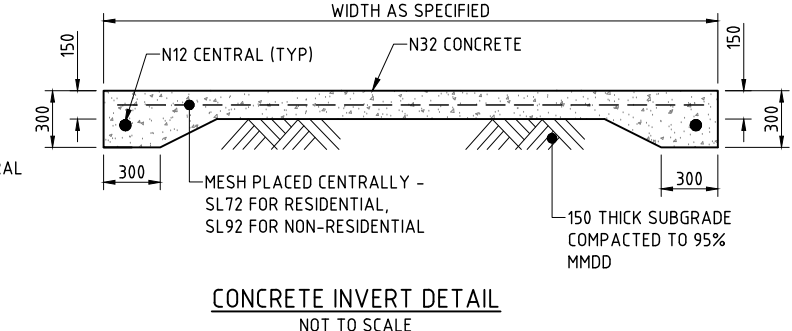 WIDTH AS SPECIFIED
150
N12 CENTRAL (TYP)
N32 CONCRETE
150
300
300
RAL
300
MESH PLACED CENTRALLY -
SL72 FOR RESIDENTIAL,
SL92 FOR NON-RESIDENTIAL
300
150 THICK SUBGRADE
COMPACTED TO 95%
MMDD
CONCRETE INVERT DETAIL
NOT TO SCALE